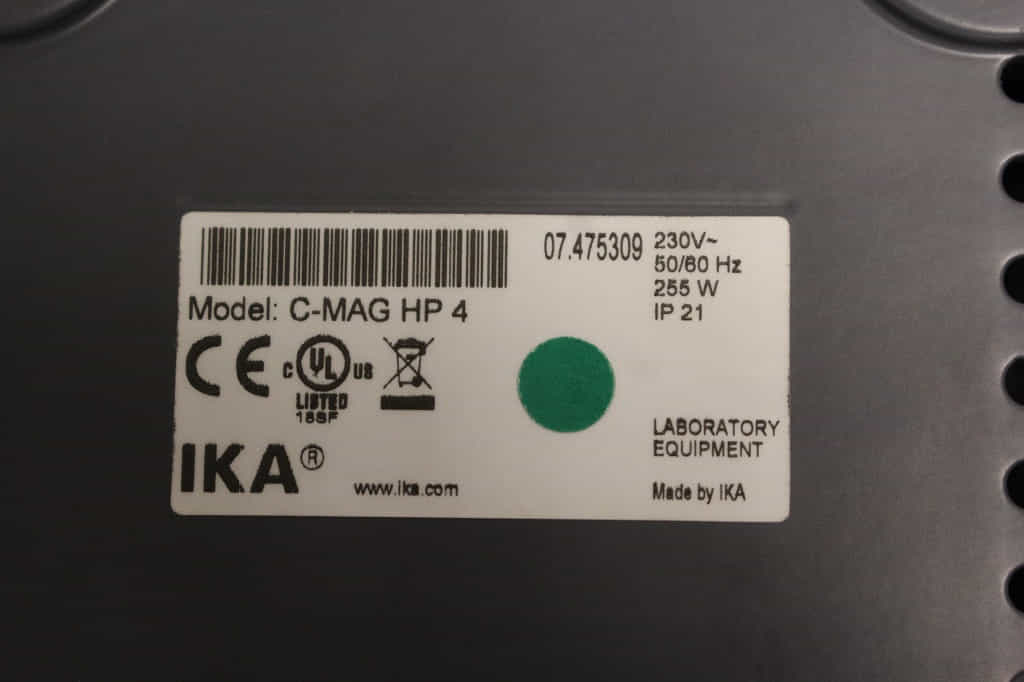 07.475309
230V~
50/60 Hz
255 W
IP 21
Model: C-MAG HP 4
CE
C UL US
LISTED
18SF
LABORATORY
EQUIPMENT
IKA®
www.ika.com
Made by IKA